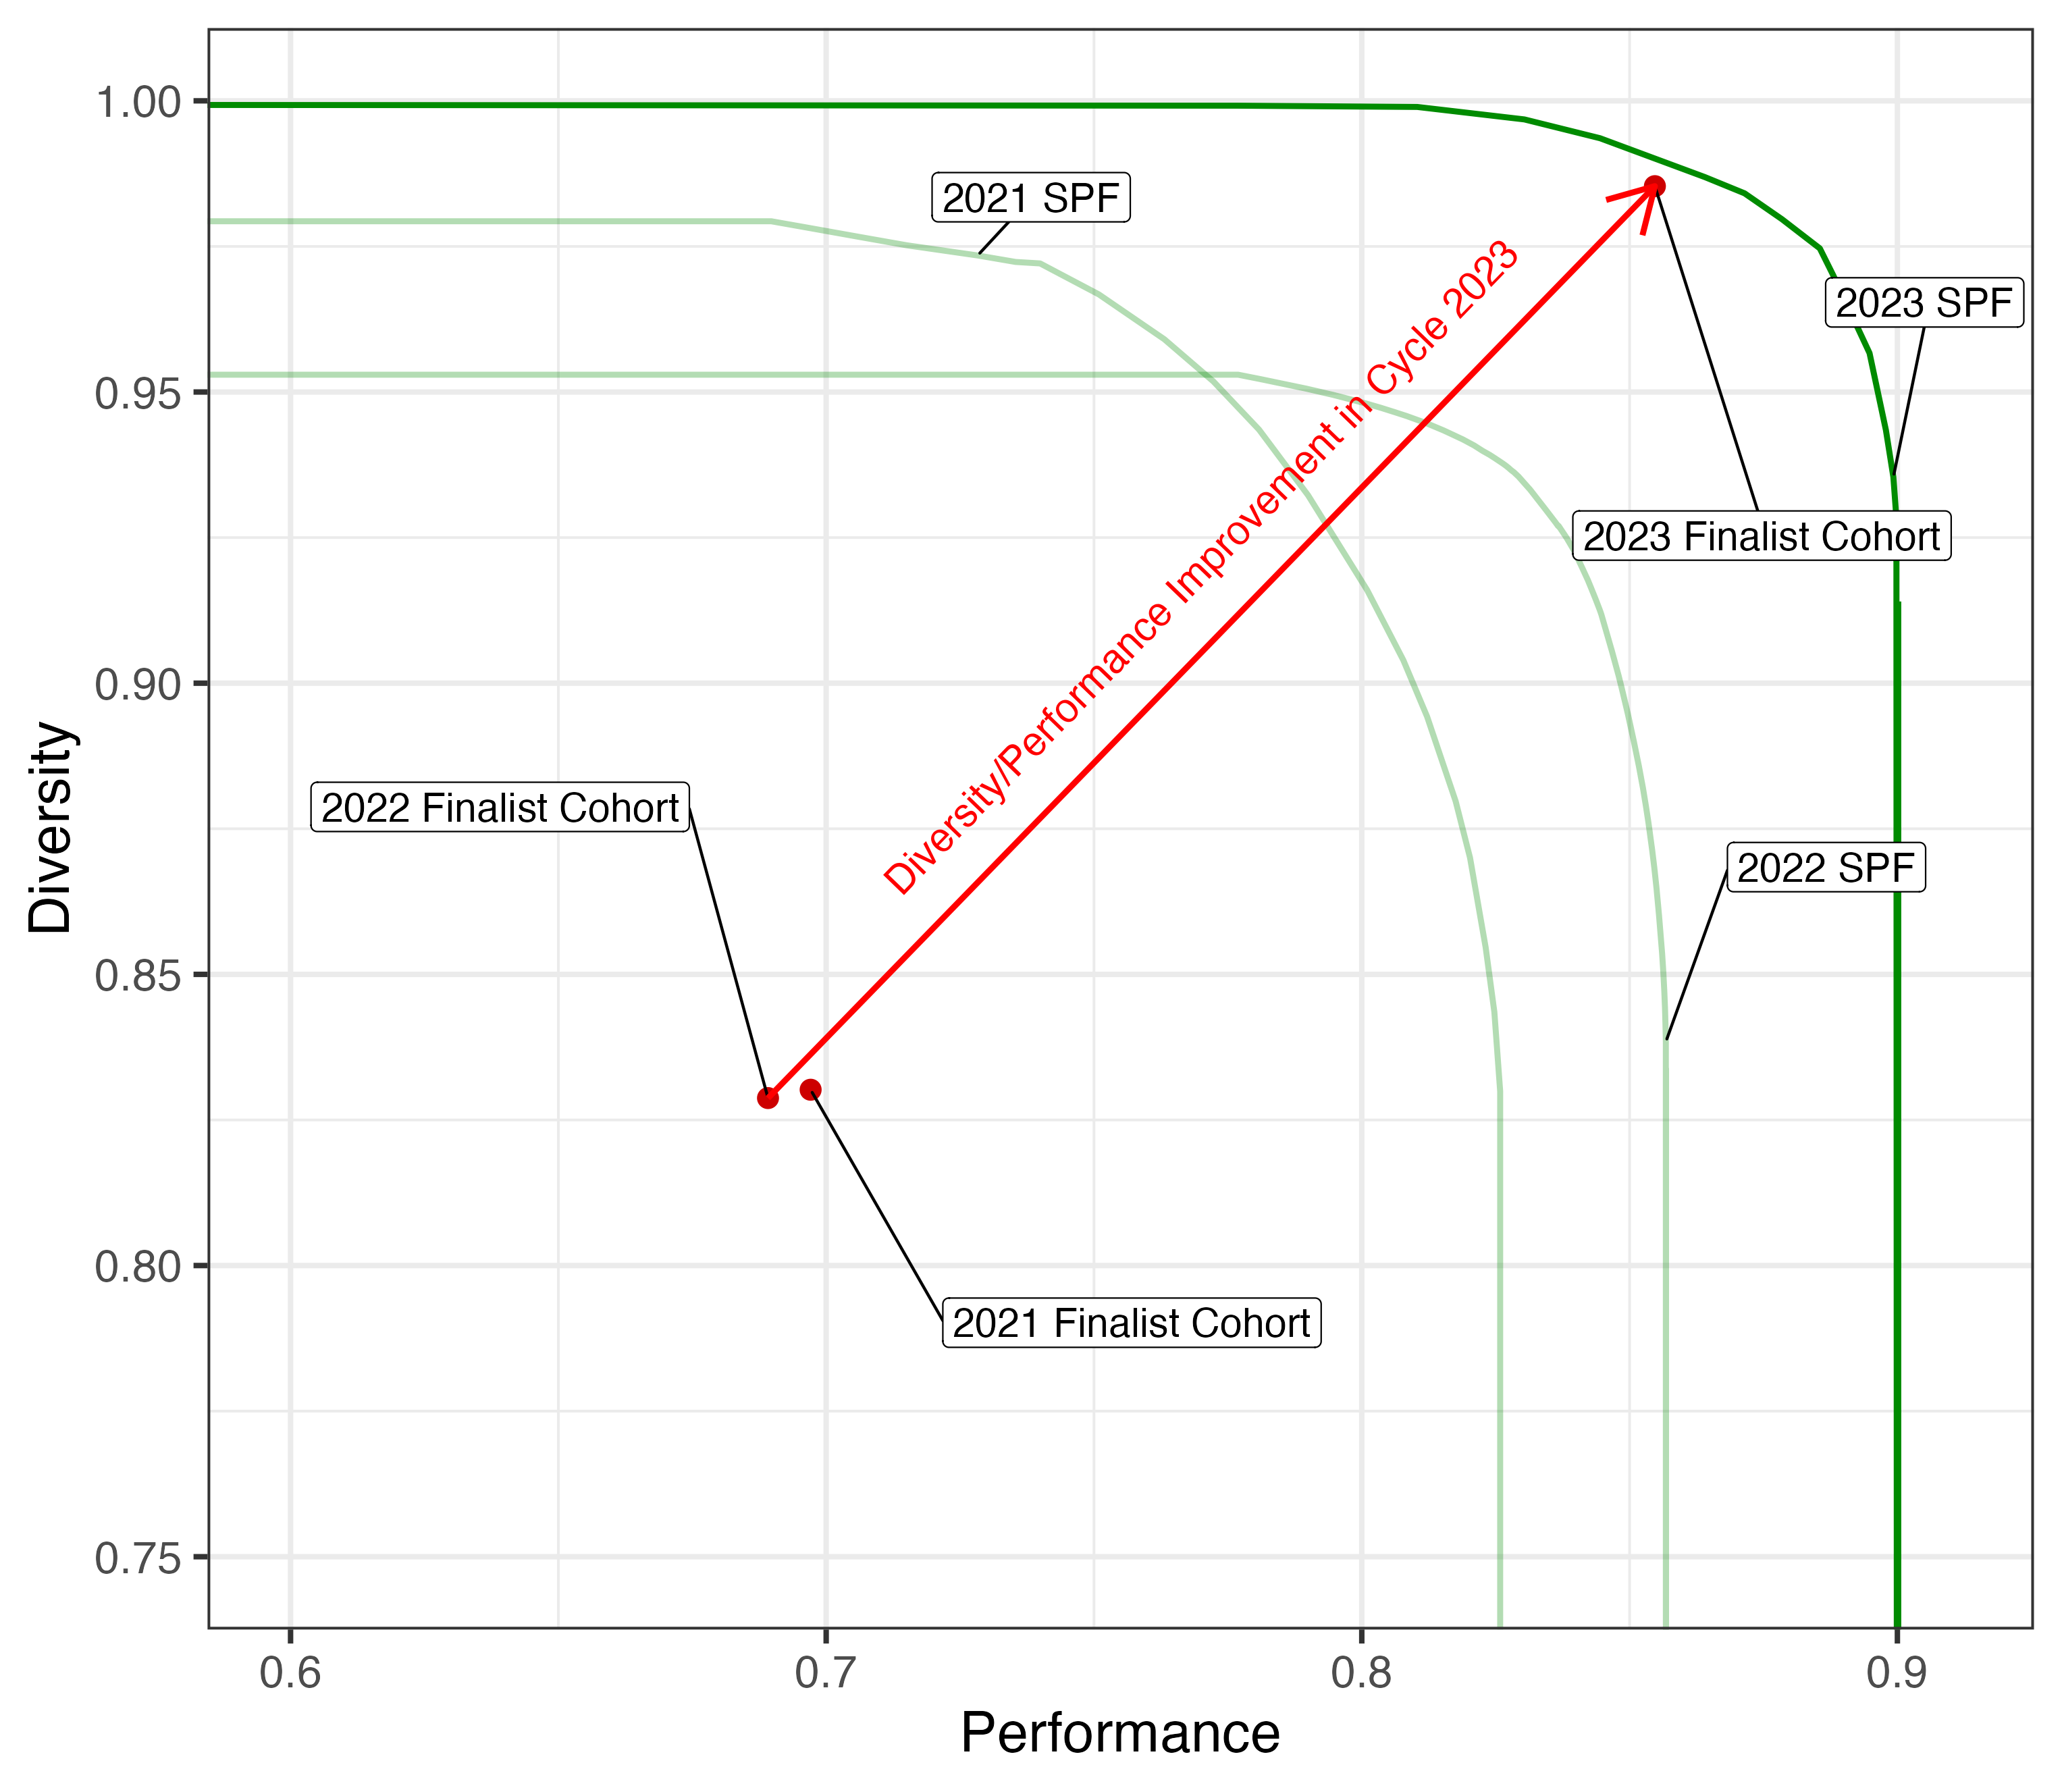 1.00
0.95
0.90
0.85
0.80
0.75
Diversity
2021 SPF
2023 SPF
Diversity/Performance Improvement in Cycle 2023
2023 Finalist Cohort
2022 Finalist Cohort
2022 SPF
2021 Finalist Cohort
0.6
0.7
0.8
0.9
Performance